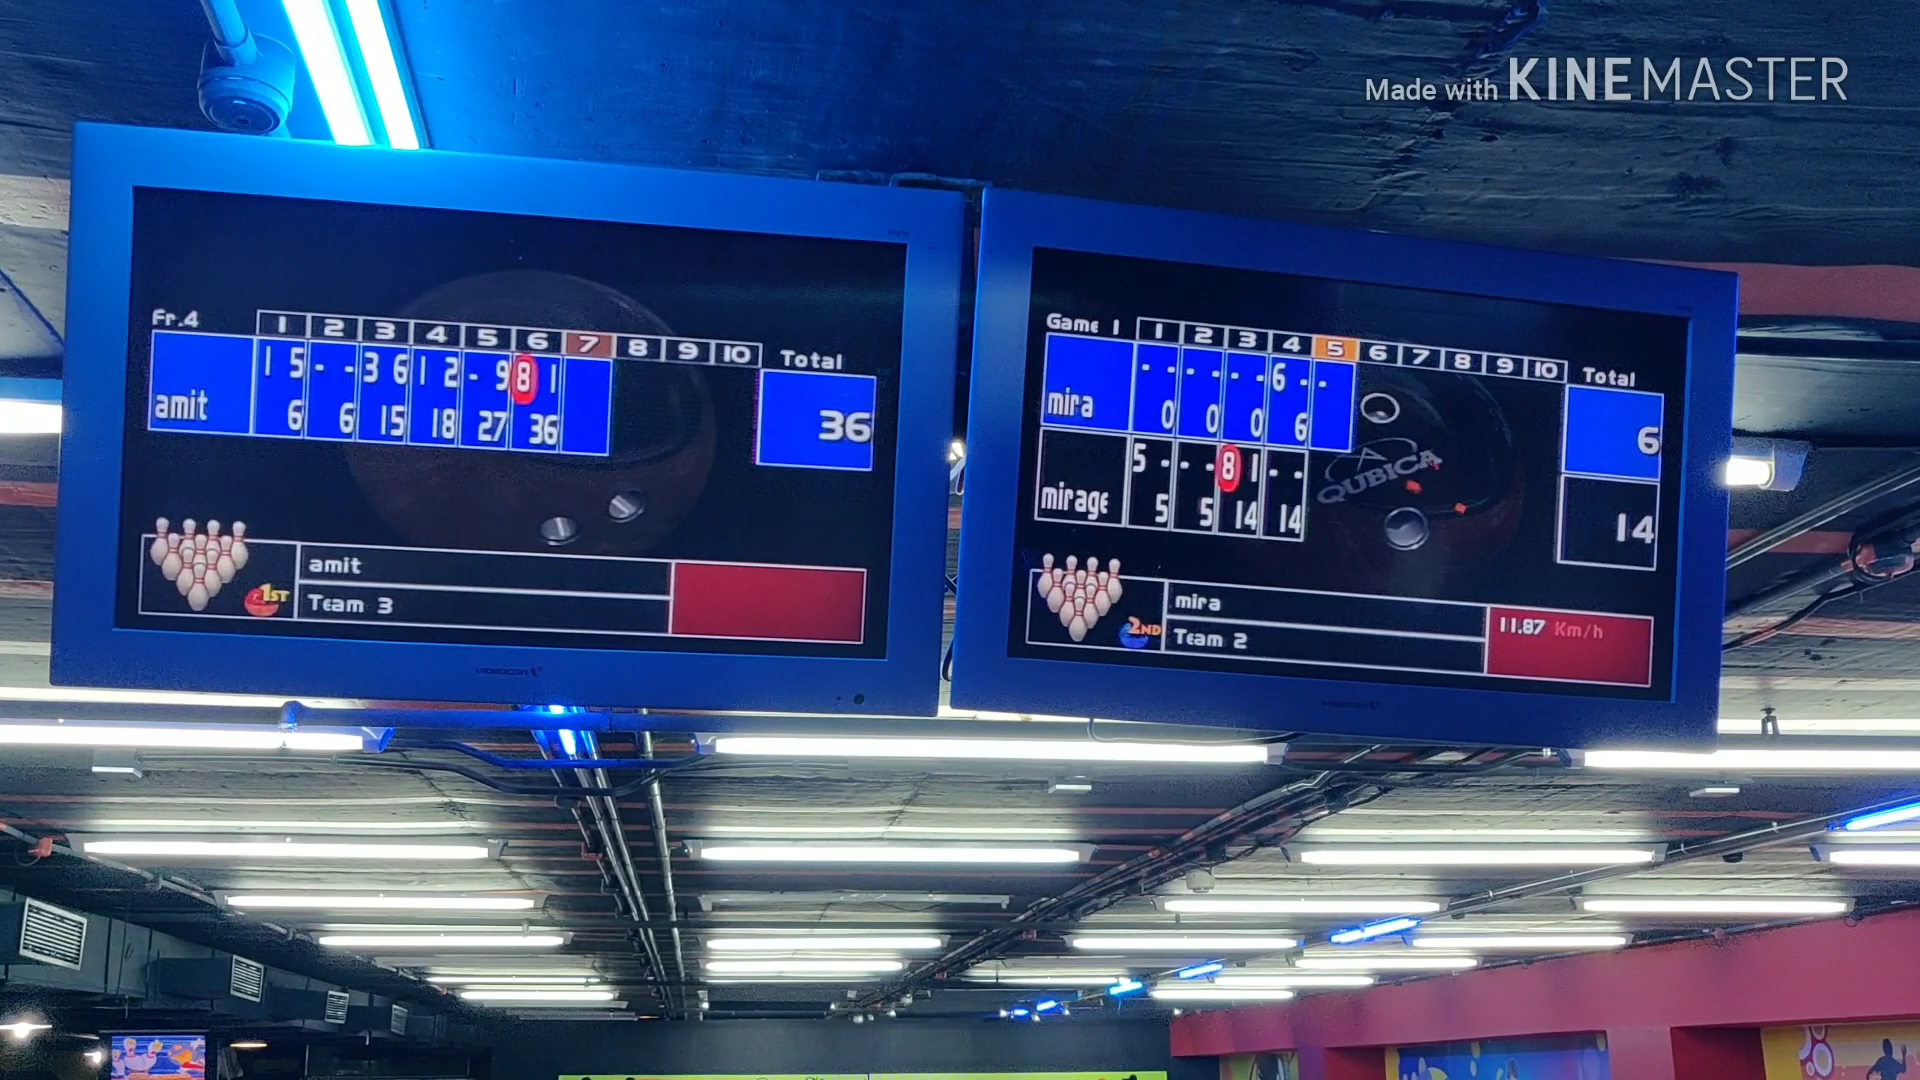 Made with KINEMASTER
Fr.4 1 2 3 4 5 6 7 8 9 10 Total
1 5 - - 3 6 1 2 - 9 8 1
amit 6 6 15 18 27 36 36
amit
1ST
Team 3
VIDEOCON
Game 1 1 2 3 4 5 6 7 8 9 10 Total
- - - - - - 6 - -
mira 0 0 0 6 6
5 - - - 8 1 - -
mirage 5 5 14 14 14
QUBICA
mira
2ND
Team 2
11.87 Km/h
VIDEOCON